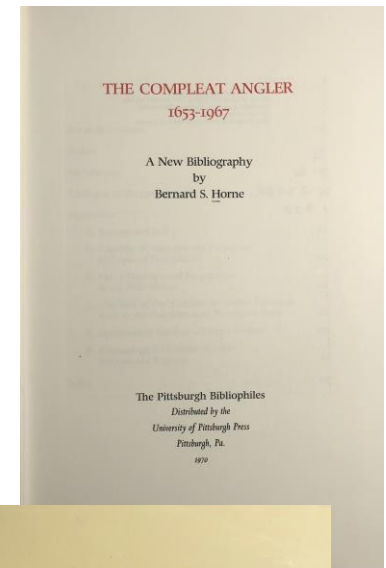 THE COMPLEAT ANGLER
1653-1967
A New Bibliography
by
Bernard S. Horne
The Pittsburgh Bibliophiles
Distributed by the
University of Pittsburgh Press
Pittsburgh, Pa.
1970